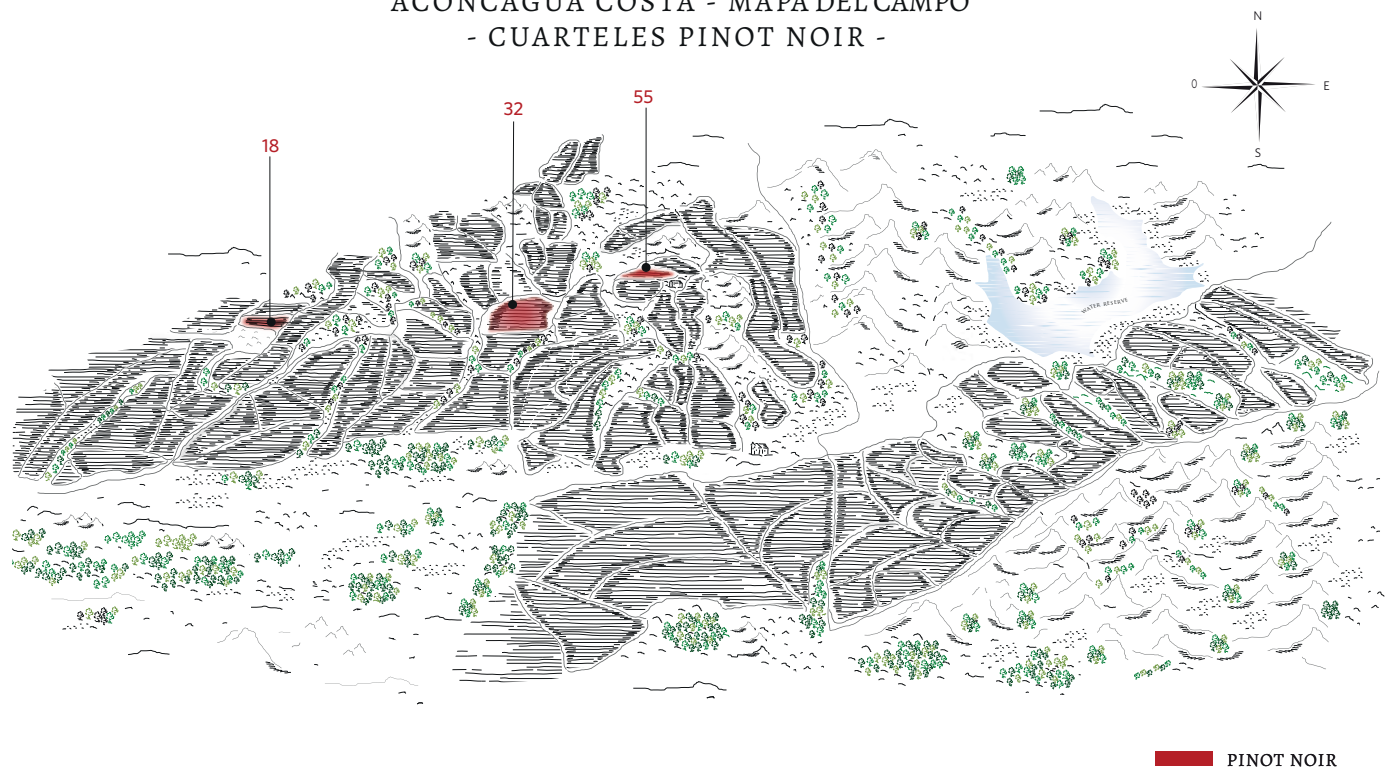 ACONCAGUA COSTA - MAPA DEL CAMPO
- CUARTELES PINOT NOIR -
N
O
E
S
55
32
18
WATER RESERVE
PINOT NOIR